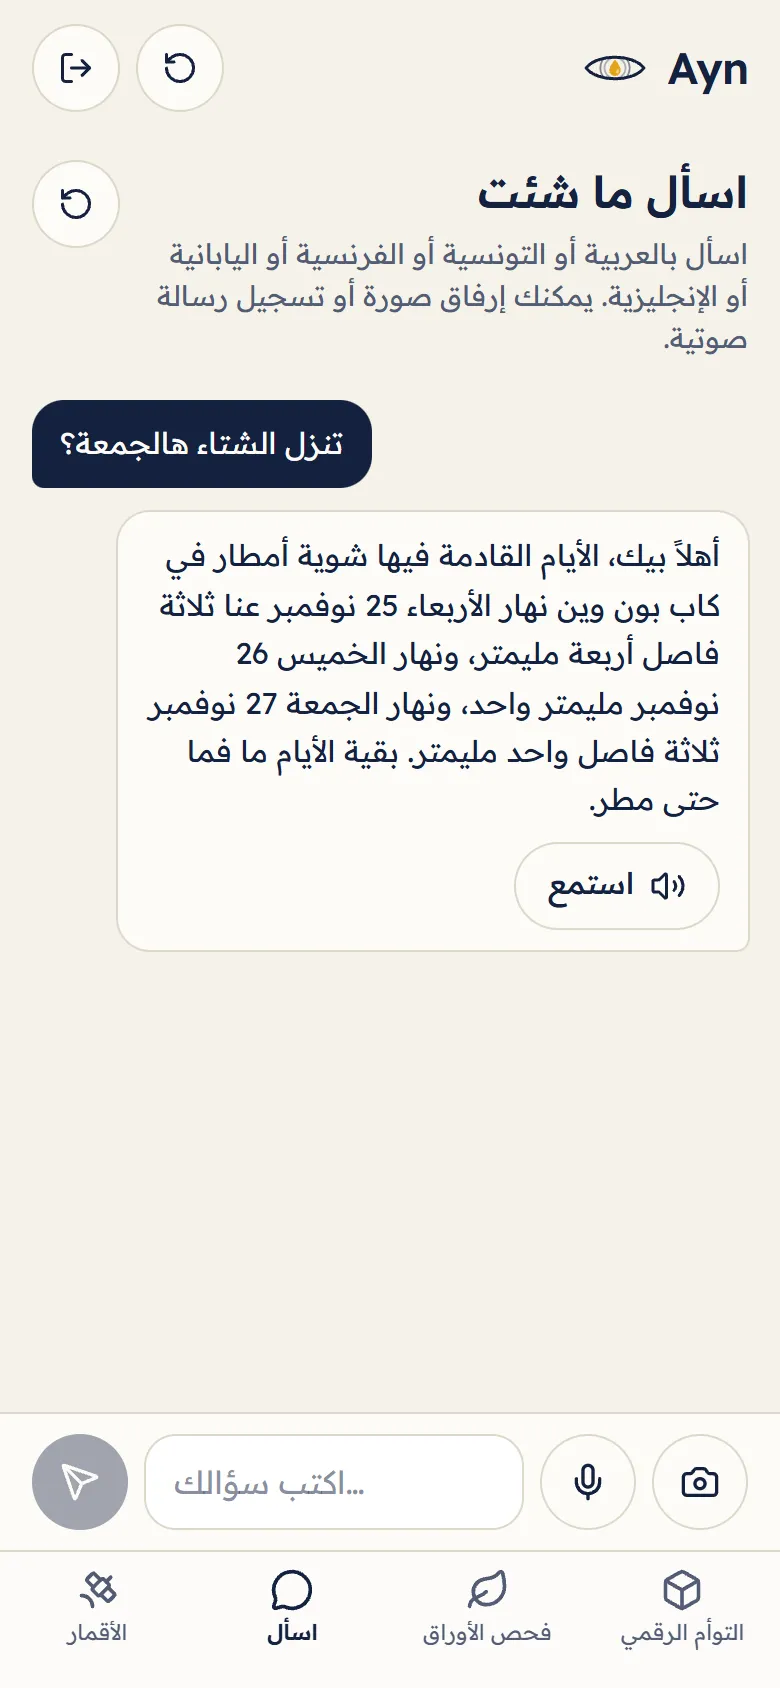 Ayn
اسأل ما شئت
اسأل بالعربية أو التونسية أو الفرنسية أو اليابانية
أو الإنجليزية. يمكنك إرفاق صورة أو تسجيل رسالة
صوتية.
تنزل الشتاء هالجمعة؟
أهلاً بيك، الأيام القادمة فيها شوية أمطار في
كاب بون وين نهار الأربعاء 25 نوفمبر عنا ثلاثة
فاصل أربعة مليمتر، ونهار الخميس 26
نوفمبر مليمتر واحد، ونهار الجمعة 27 نوفمبر
ثلاثة فاصل واحد مليمتر. بقية الأيام ما فما
حتى مطر.
استمع
اكتب سؤالك...
التوأم الرقمي
فحص الأوراق
اسأل
الأقمار